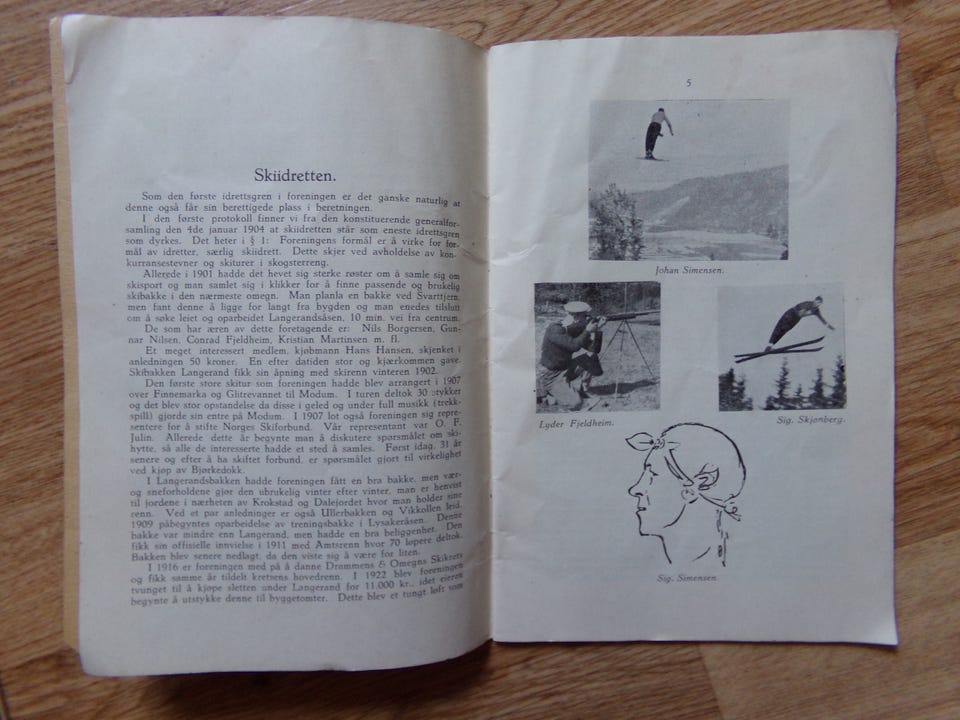 Skiidretten.
Som den første idrettsgren i foreningen er det ganske naturlig at
denne også får sin berettigede plass i beretningen.
I den første protokoll finner vi fra den konstituerende generalfor-
samling den 4de januar 1904 at skiidretten står som eneste idrettsgren
som dyrkes. Det heter i § 1: Foreningens formål er å virke for for-
mål av idretter, særlig skiidrett. Dette skjer ved avholdelse av kon-
kurransestevner og skiturer i skogsterreng.
Allerede i 1901 hadde det hevet sig sterke røster om å samle sig om
skisport og man samlet sig i klikker for å finne passende og brukelig
skibakke i den nærmeste omegn. Man planla en bakke ved Svarttjern,
men fant denne å ligge for langt fra bygden og man enedes tilslutt
om å søke leiet og oparbeidet Langerandsåsen, 10 min. vei fra centrum.
De som har æren av dette foretagende er: Nils Borgersen, Gun-
nar Nilsen, Conrad Fjeldheim, Kristian Martinsen m. fl.
Et meget interessert medlem, kjøbmann Hans Hansen, skjenket i
anledningen 50 kroner. En efter datiden stor og kjærkommen gave.
Skibakken Langerand fikk sin åpning med skirenn vinteren 1902.
Den første store skitur som foreningen hadde blev arrangert i 1907
over Finnemarka og Glitrevannet til Modum. I turen deltok 30 stykker
og det blev stor opstandelse da disse i geled og under full musikk (trekk-
spill) gjorde sin entre på Modum. I 1907 lot også foreningen sig repre-
sentere for å stifte Norges Skiforbund. Vår representant var O. F.
Julin. Allerede dette år begynte man å diskutere spørsmålet om ski-
hytte, så alle de interesserte hadde et sted å samles. Først idag, 31 år
senere og efter å ha skiftet forbund, er spørsmålet gjort til virkelighet
ved kjøp av Bjørkedokk.
I Langerandsbakken hadde foreningen fått en bra bakke, men vær-
og sneforholdene gjør den ubrukelig vinter efter vinter, man er henvist
til jordene i nærheten av Krokstad og Dalejordet hvor man holder sine
renn. Ved et par anledninger er også Ullerbakken og Vikkollen leid.
1909 påbegyntes oparbeidelse av treningsbakke i Lysakeråsen. Denne
bakke var mindre enn Langerand, men hadde en bra beliggenhet. Den
fikk sin offisielle innvielse i 1911 med Amtsrenn hvor 70 løpere deltok.
Bakken blev senere nedlagt, da den viste sig å være for liten.
I 1916 er foreningen med på å danne Drammens & Omegns Skikrets
og fikk samme år tildelt kretsens hovedrenn. I 1922 blev foreningen
tvunget til å kjøpe sletten under Langerand for 11.000 kr., idet eieren
begynte å utstykke denne til byggetomter. Dette blev et tungt løft som
5
Johan Simensen.
Lyder Fjeldheim.
Sig. Skjønberg.
Sig. Simensen